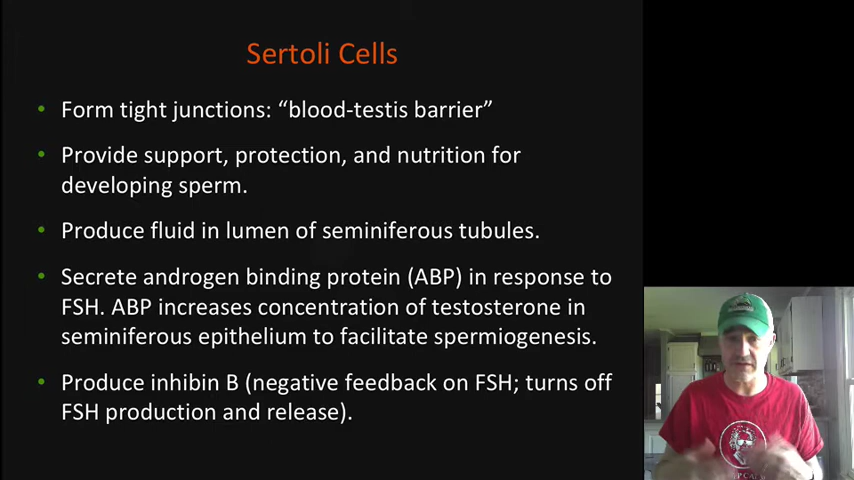 Sertoli Cells
• Form tight junctions: “blood-testis barrier”
• Provide support, protection, and nutrition for
developing sperm.
• Produce fluid in lumen of seminiferous tubules.
• Secrete androgen binding protein (ABP) in response to
FSH. ABP increases concentration of testosterone in
seminiferous epithelium to facilitate spermiogenesis.
• Produce inhibin B (negative feedback on FSH; turns off
FSH production and release).